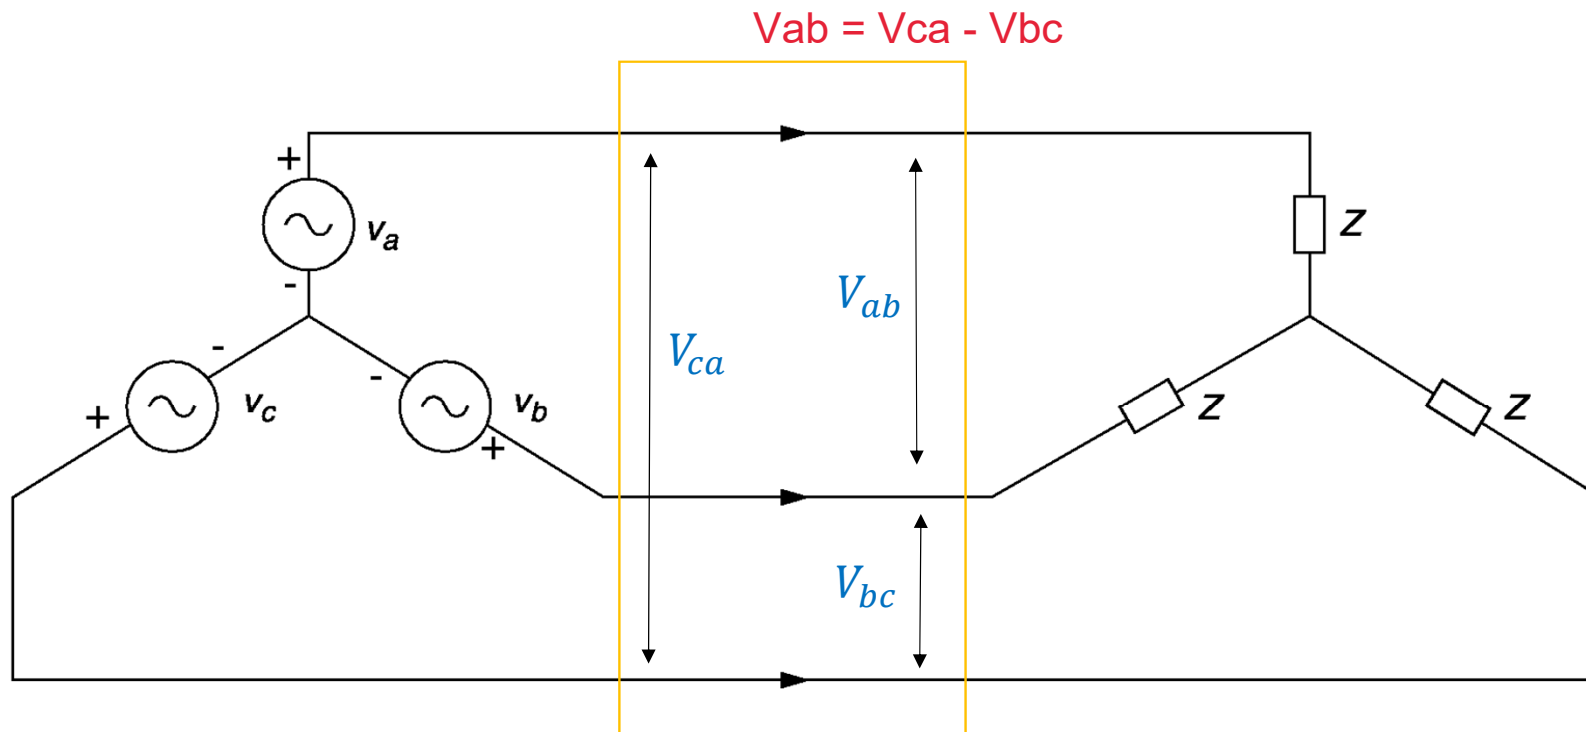 Vab = Vca - Vbc
+
va
-
Vab
Z
Vca
-
-
+
vc
vb
+
Z
Z
Vbc